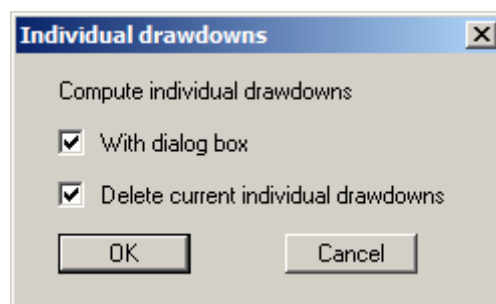 Individual drawdowns
Compute individual drawdowns
With dialog box
Delete current individual drawdowns
OK Cancel